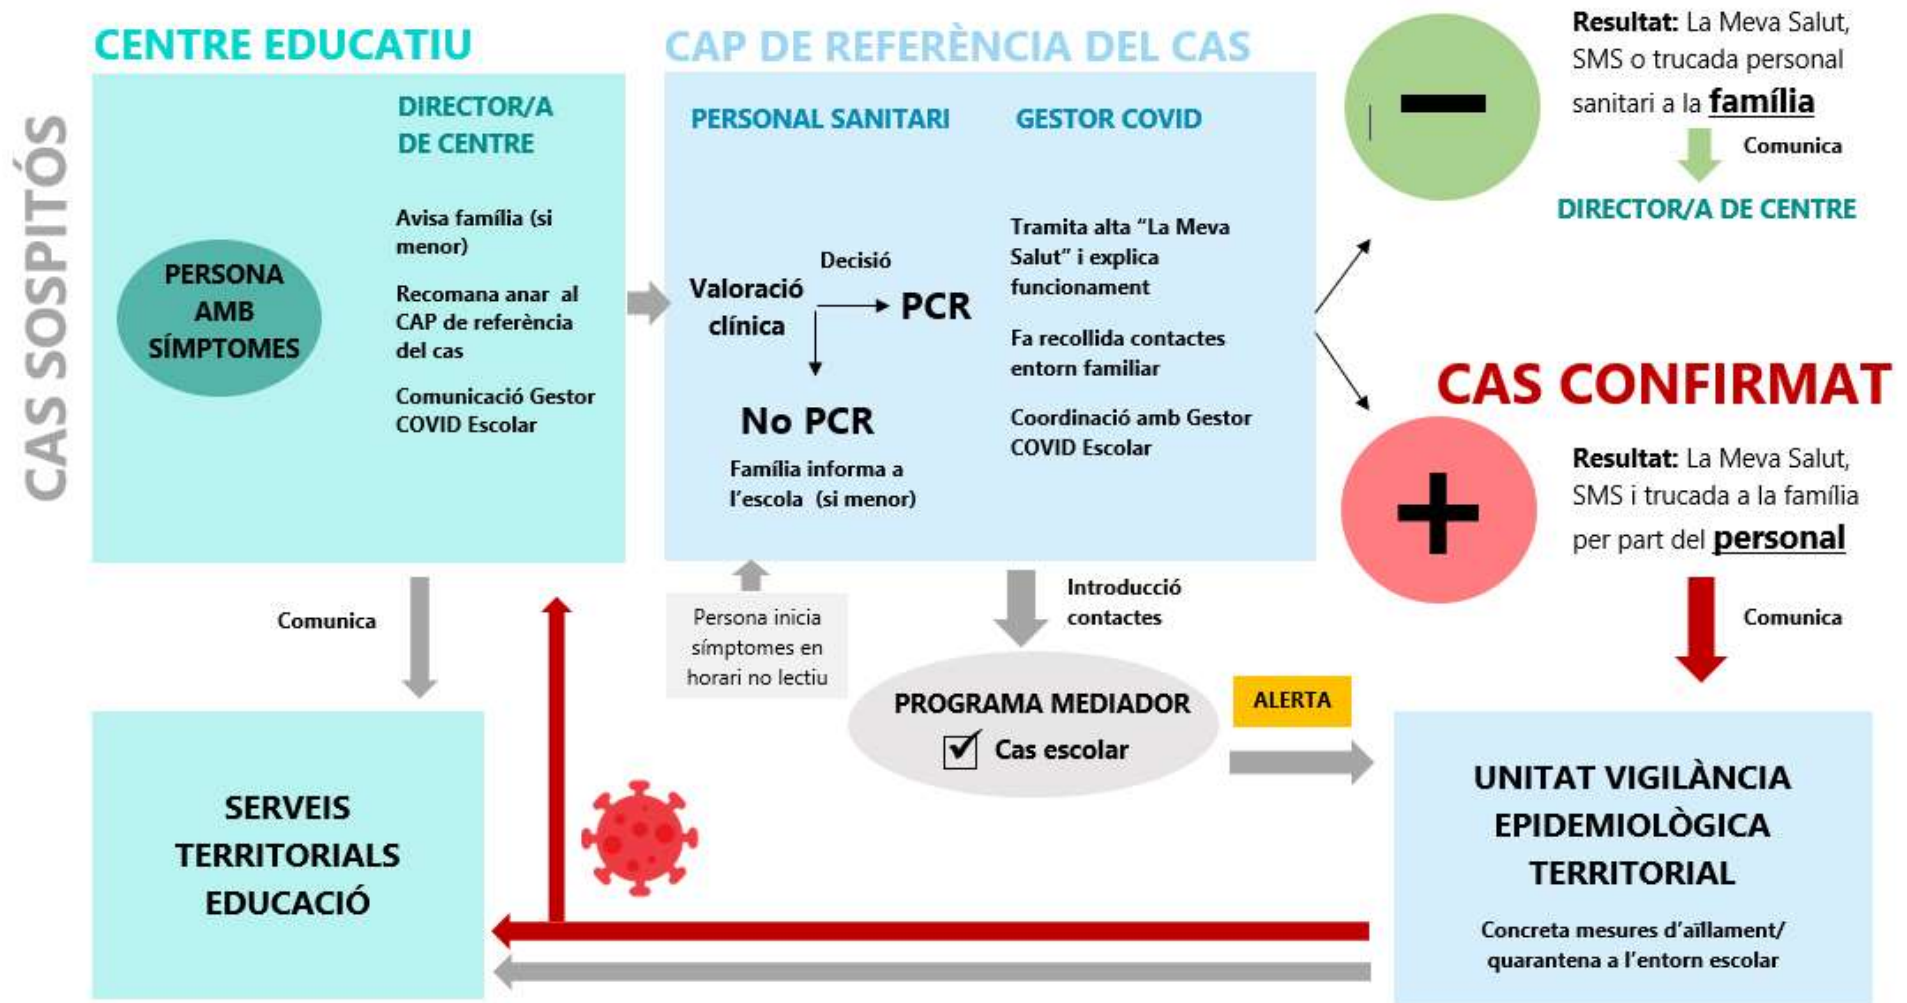 CAS SOSPITÓS
CENTRE EDUCATIU
DIRECTOR/A
DE CENTRE
PERSONA
AMB
SÍMPTOMES
Avisa família (si
menor)
Recomana anar al
CAP de referència
del cas
Comunicació Gestor
COVID Escolar
CAP DE REFERÈNCIA DEL CAS
PERSONAL SANITARI
Valoració
clínica
Decisió
PCR
No PCR
Família informa a
l'escola (si menor)
GESTOR COVID
Tramita alta "La Meva
Salut" i explica
funcionament
Fa recollida contactes
entorn familiar
Coordinació amb Gestor
COVID Escolar
Resultat: La Meva Salut,
SMS o trucada personal
sanitari a la família
Comunica
DIRECTOR/A DE CENTRE
CAS CONFIRMAT
Resultat: La Meva Salut,
SMS i trucada a la família
per part del personal
Comunica
Comunica
Persona inicia
símptomes en
horari no lectiu
Introducció
contactes
PROGRAMA MEDIADOR
Cas escolar
ALERTA
SERVEIS
TERRITORIALS
EDUCACIÓ
UNITAT VIGILÀNCIA
EPIDEMIOLÒGICA
TERRITORIAL
Concreta mesures d'aïllament/
quarantena a l'entorn escolar